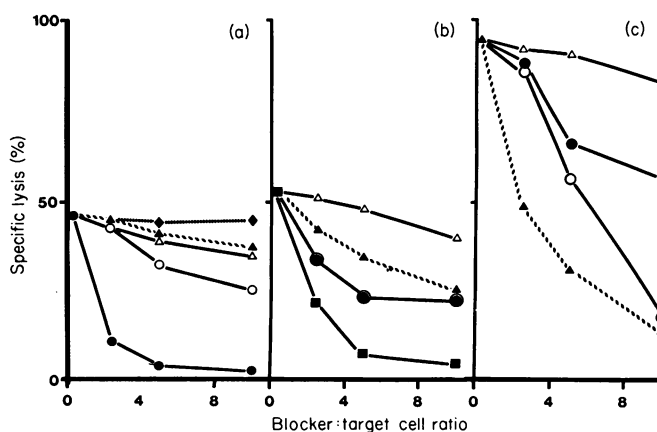 100
(a)
(b)
(c)
Specific lysis (%)
50
0
0 4 8 0 4 8 0 4 8
Blocker:target cell ratio